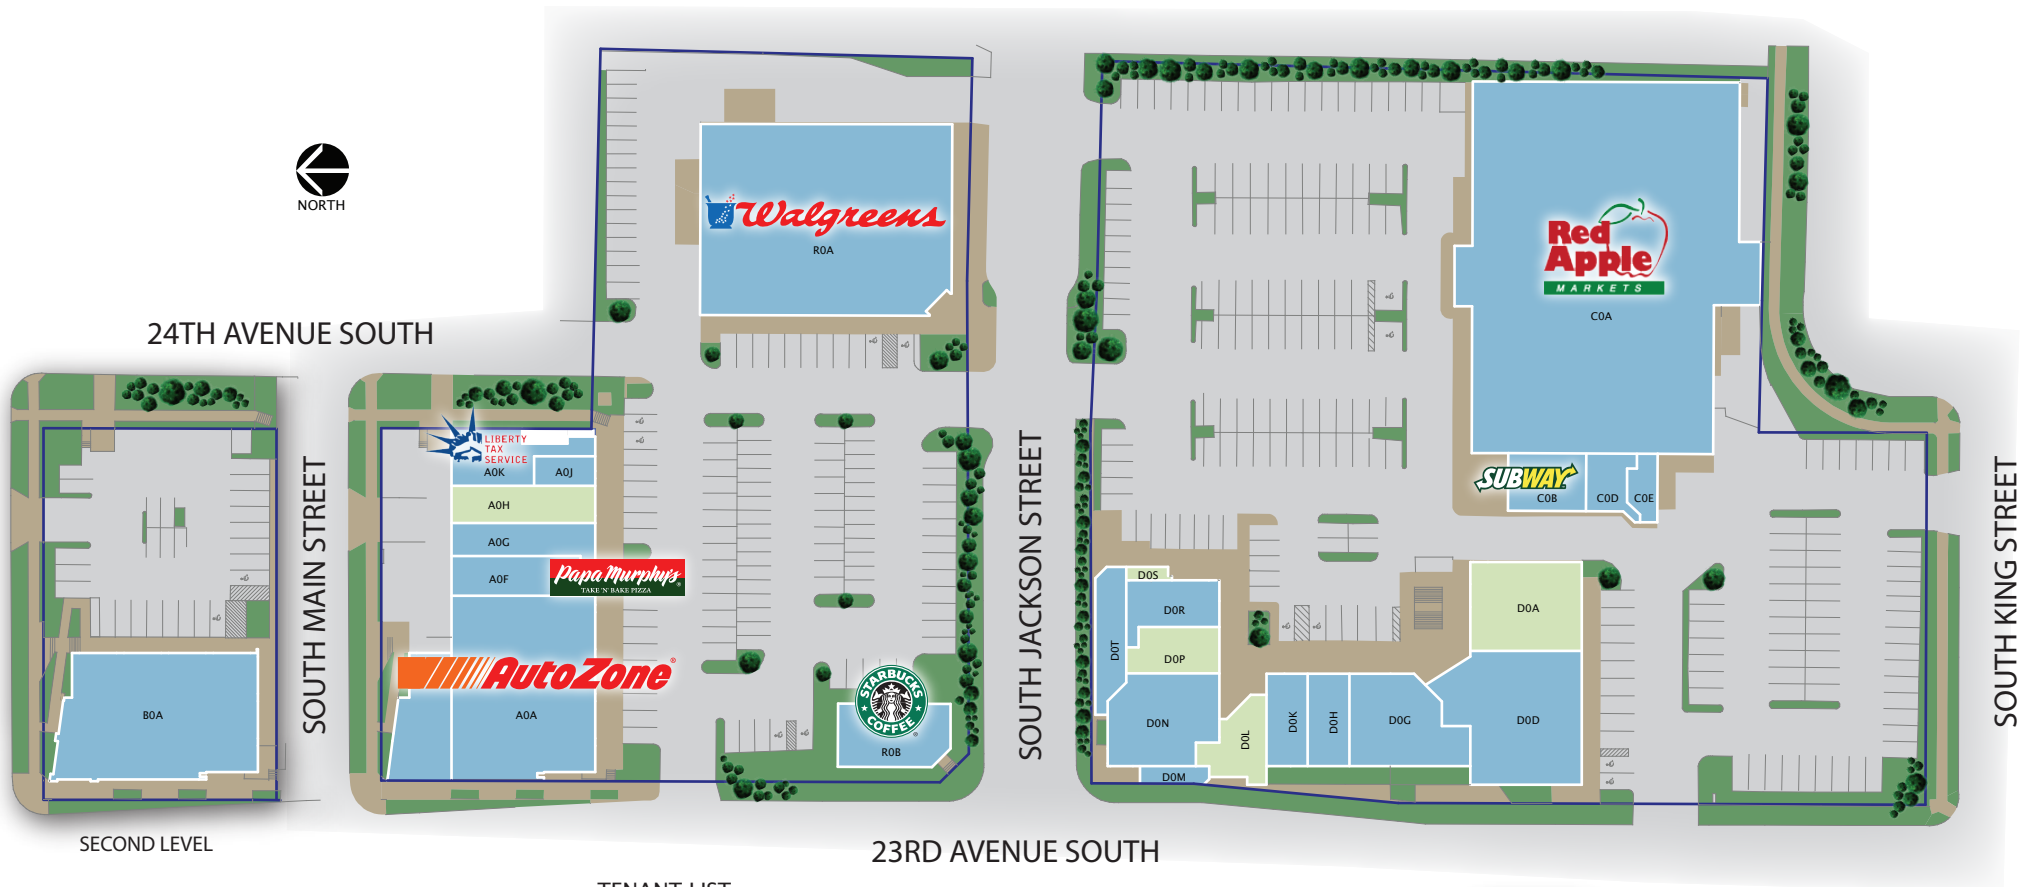 NORTH
24TH AVENUE SOUTH
Walgreens
R0A
Red
Apple
MARKETS
C0A
SUBWAY
C0B
C0D
C0E
LIBERTY
TAX
SERVICE
A0K
A0J
A0H
A0G
A0F
Papa Murphy's
TAKE 'N' BAKE PIZZA
AutoZone
A0A
B0A
STARBUCKS
COFFEE
R0B
D0S
D0R
D0T
D0P
D0N
D0M
D0L
D0K
D0H
D0G
D0D
D0A
SOUTH MAIN STREET
SOUTH JACKSON STREET
SOUTH KING STREET
SECOND LEVEL
23RD AVENUE SOUTH
TENANT LIST